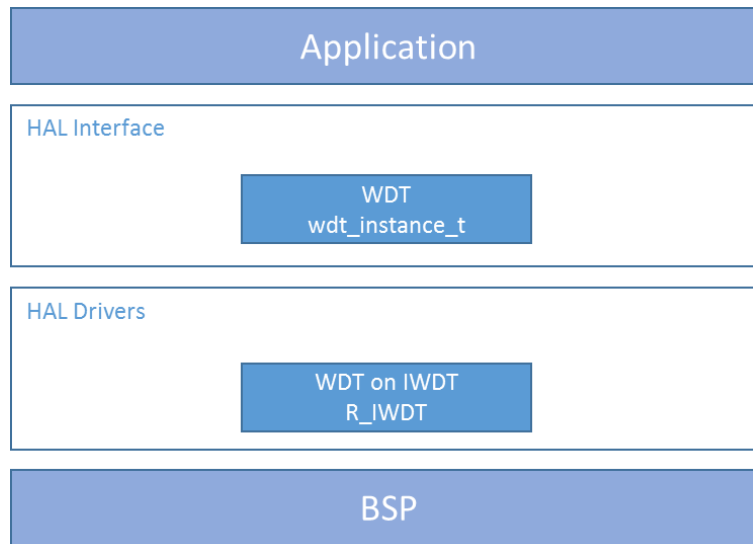 Application
HAL Interface
WDT
wdt_instance_t
HAL Drivers
WDT on IWDT
R_IWDT
BSP